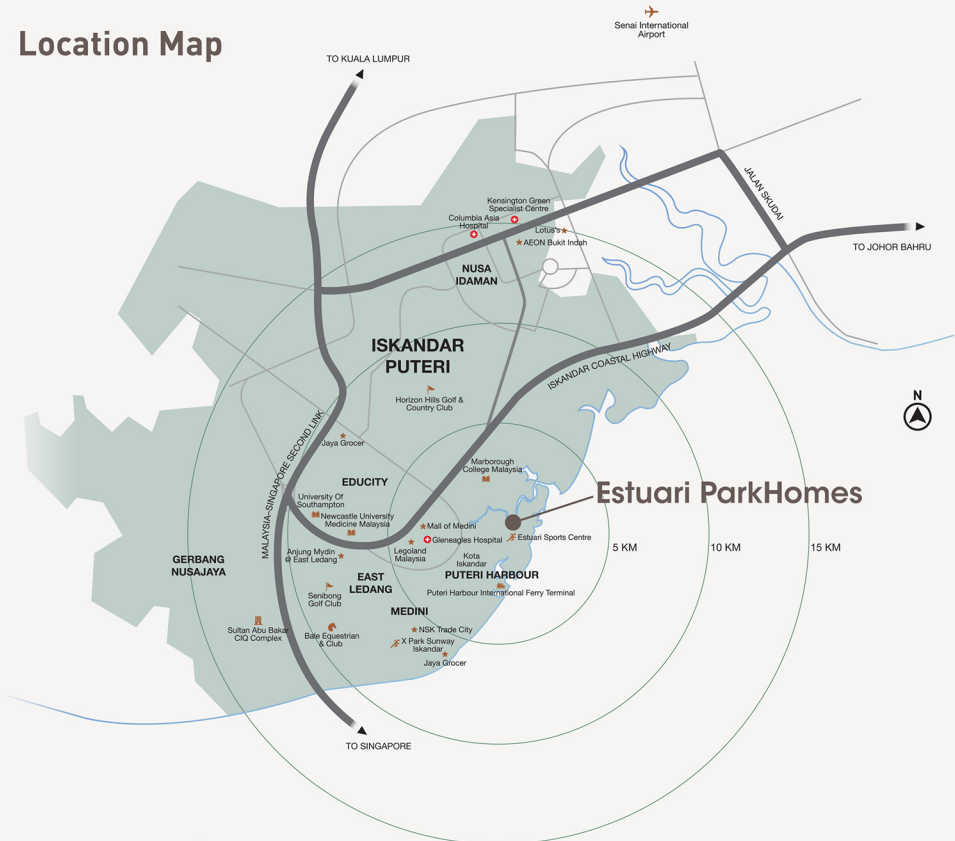 Location Map
Senai International
Airport
TO KUALA LUMPUR
JALAN SKUDAI
TO JOHOR BAHRU
Kensington Green
Specialist Centre
Columbia Asia
Hospital
Lotus's
AEON Bukit Indah
NUSA
IDAMAN
ISKANDAR
PUTERI
ISKANDAR COASTAL HIGHWAY
Horizon Hills Golf &
Country Club
N
MALAYSIA–SINGAPORE SECOND LINK
Jaya Grocer
Marborough
College Malaysia
EDUCITY
University Of
Southampton
Newcastle University
Medicine Malaysia
Estuari ParkHomes
Mall of Medini
Gleneagles Hospital
Estuari Sports Centre
5 KM
10 KM
15 KM
Anjung Mydin
@ East Ledang
Legoland
Malaysia
Kota
Iskandar
GERBANG
NUSAJAYA
EAST
LEDANG
PUTERI HARBOUR
Puteri Harbour International Ferry Terminal
Senibong
Golf Club
MEDINI
Sultan Abu Bakar
CIQ Complex
Bale Equestrian
& Club
NSK Trade City
X Park Sunway
Iskandar
Jaya Grocer
TO SINGAPORE